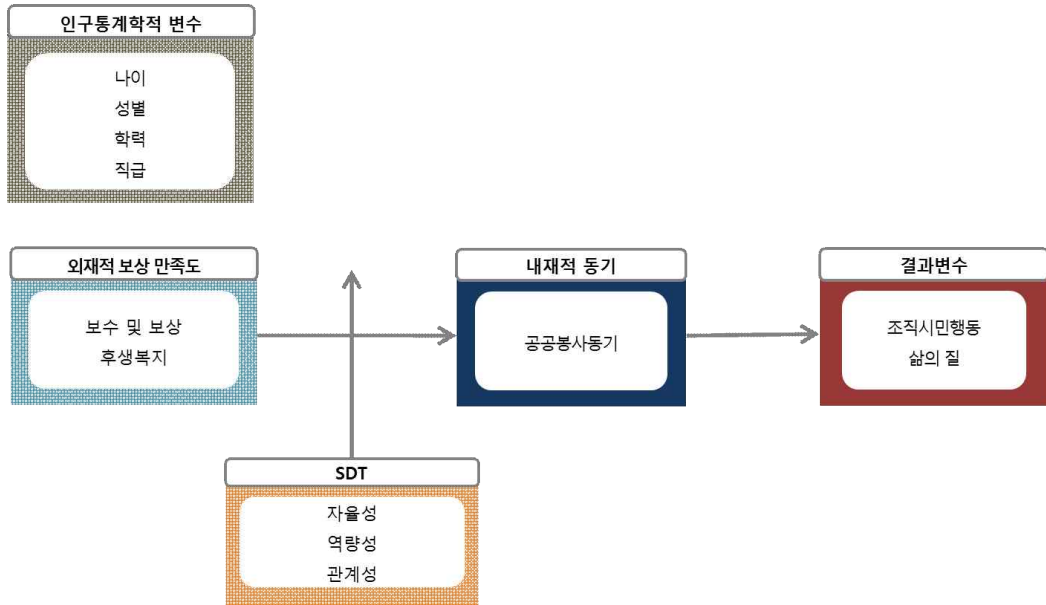 인구통계학적 변수
나이
성별
학력
직급
외재적 보상 만족도
보수 및 보상
후생복지
내재적 동기
공공봉사동기
결과변수
조직시민행동
삶의 질
SDT
자율성
역량성
관계성